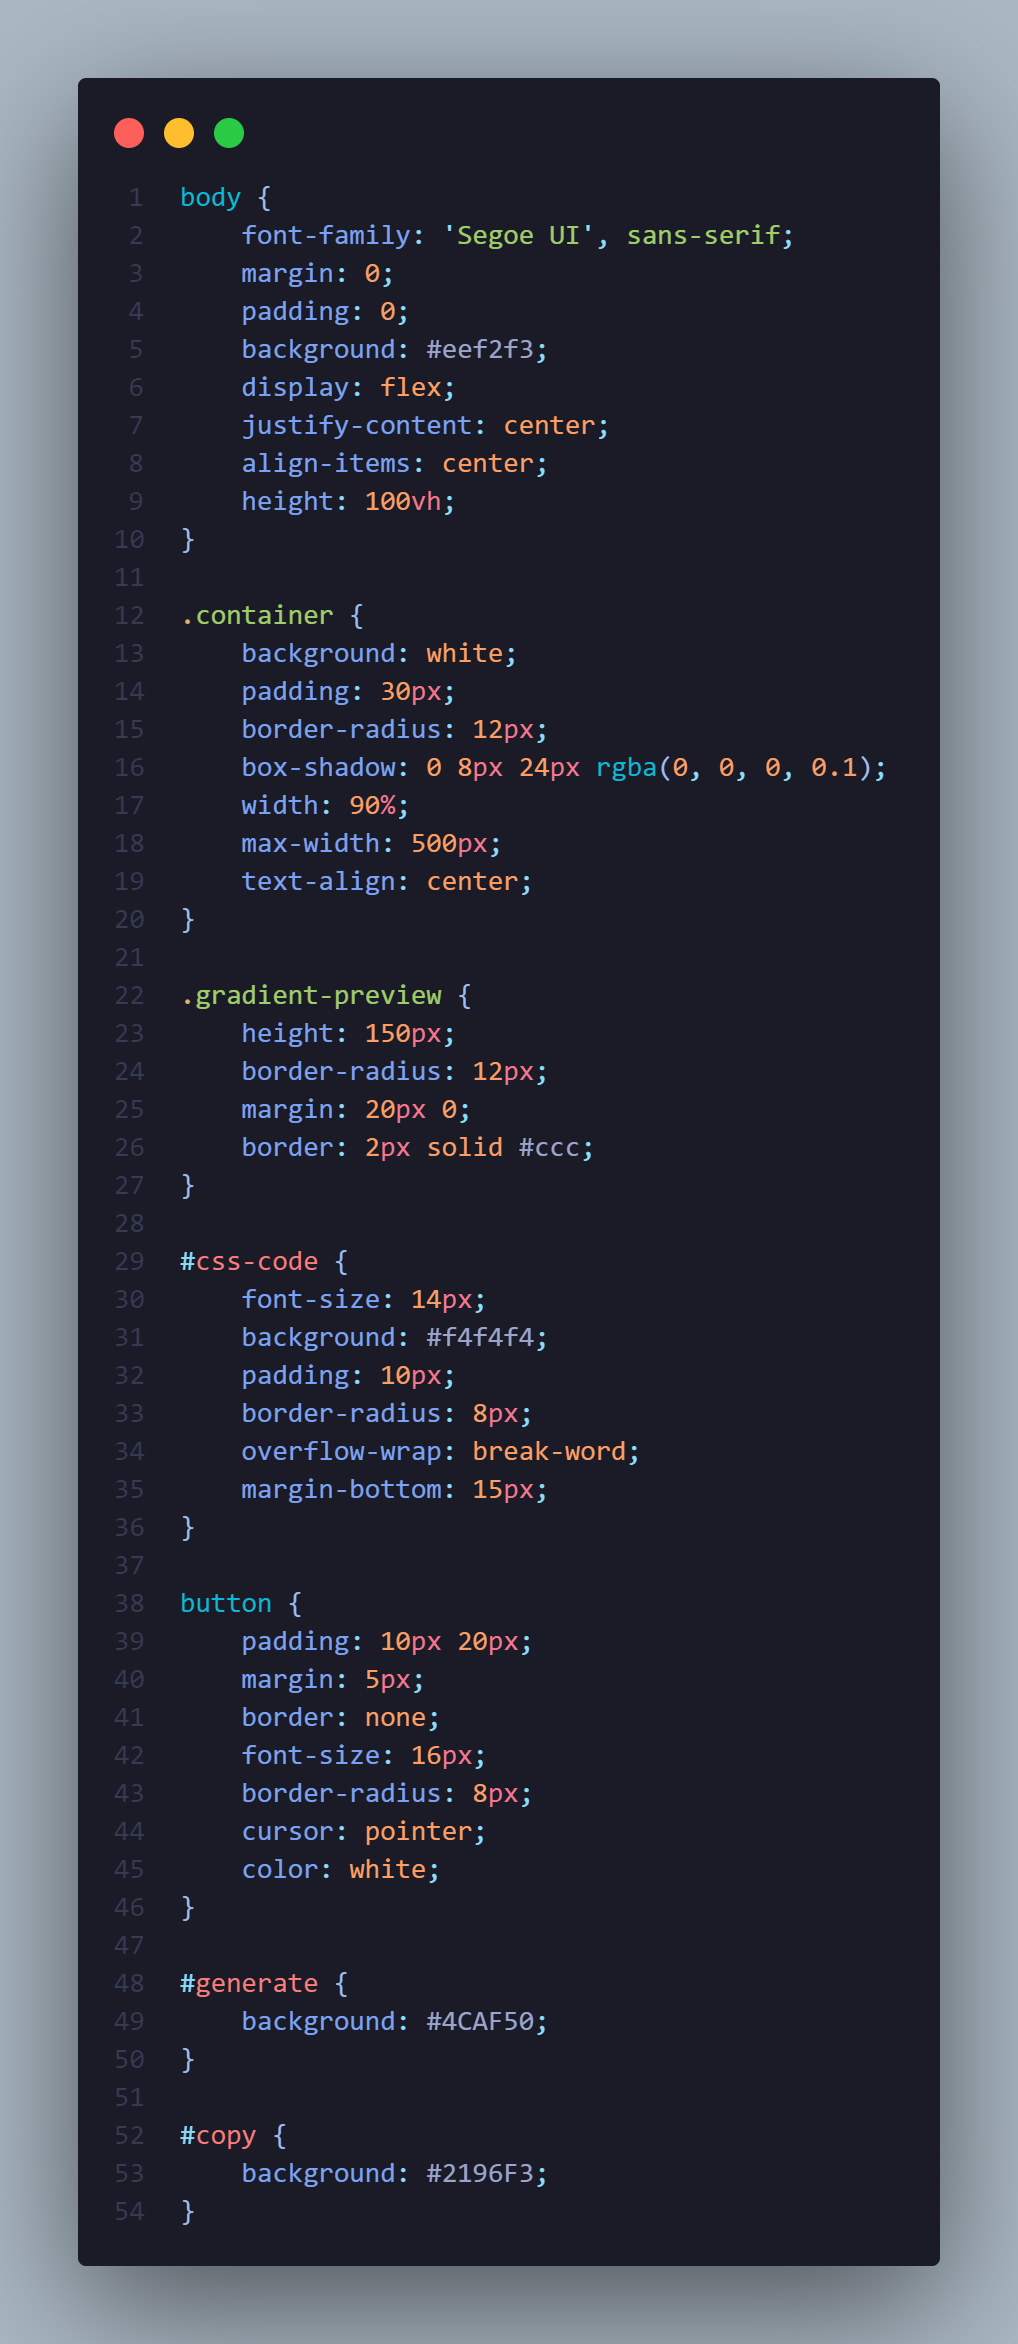 1 body {
2     font-family: 'Segoe UI', sans-serif;
3     margin: 0;
4     padding: 0;
5     background: #eef2f3;
6     display: flex;
7     justify-content: center;
8     align-items: center;
9     height: 100vh;
10 }
11
12 .container {
13     background: white;
14     padding: 30px;
15     border-radius: 12px;
16     box-shadow: 0 8px 24px rgba(0, 0, 0, 0.1);
17     width: 90%;
18     max-width: 500px;
19     text-align: center;
20 }
21
22 .gradient-preview {
23     height: 150px;
24     border-radius: 12px;
25     margin: 20px 0;
26     border: 2px solid #ccc;
27 }
28
29 #css-code {
30     font-size: 14px;
31     background: #f4f4f4;
32     padding: 10px;
33     border-radius: 8px;
34     overflow-wrap: break-word;
35     margin-bottom: 15px;
36 }
37
38 button {
39     padding: 10px 20px;
40     margin: 5px;
41     border: none;
42     font-size: 16px;
43     border-radius: 8px;
44     cursor: pointer;
45     color: white;
46 }
47
48 #generate {
49     background: #4CAF50;
50 }
51
52 #copy {
53     background: #2196F3;
54 }